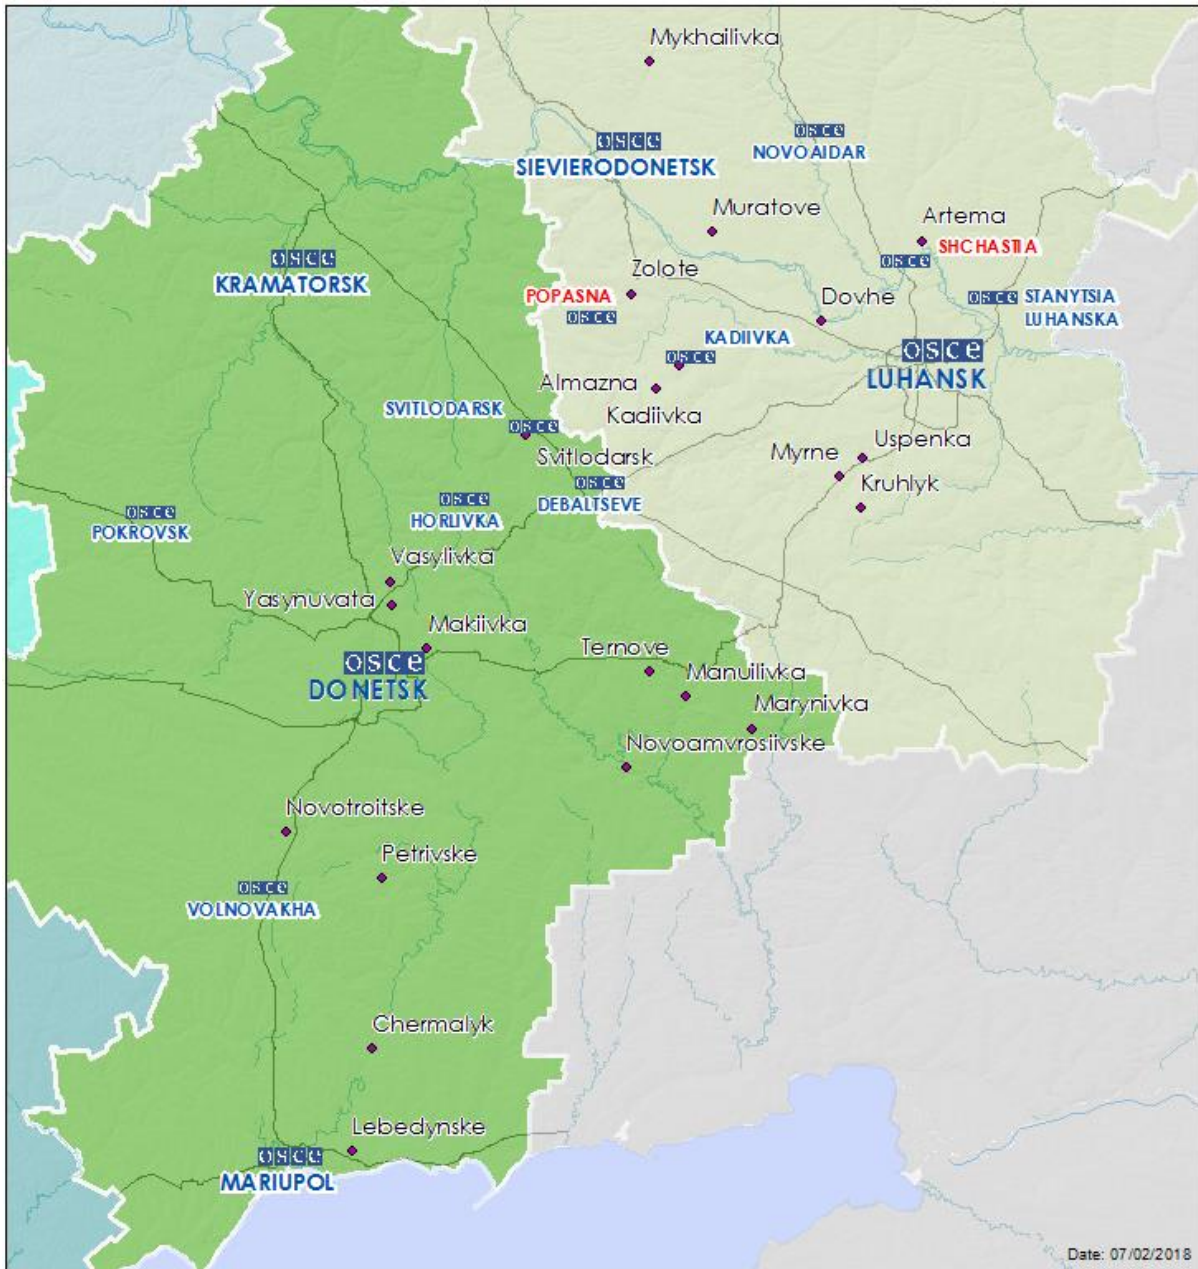 Mykhailivka
osce
NOVOAIDAR
osce
SIEVIERODONETSK
Muratove
Artema
SHCHASTIA
osce
osce
KRAMATORSK
Zolote
POPASNA
osce
Dovhe
osce
STANYTSIA
LUHANSKA
KADIIVKA
osce
osce
LUHANSK
Almazna
Kadiivka
SVITLODARSK
osce
Svitlodarsk
Uspenka
Myrne
Kruhlyk
osce
DEBALTSEVE
osce
HORLIVKA
osce
POKROVSK
Vasylivka
Yasynuvata
Makiivka
osce
DONETSK
Ternove
Manuilivka
Marynivka
Novoamvrosiivske
Novotroitske
Petrivske
osce
VOLNOVAKHA
Chermalyk
Lebedynske
osce
MARIUPOL
Date: 07/02/2018